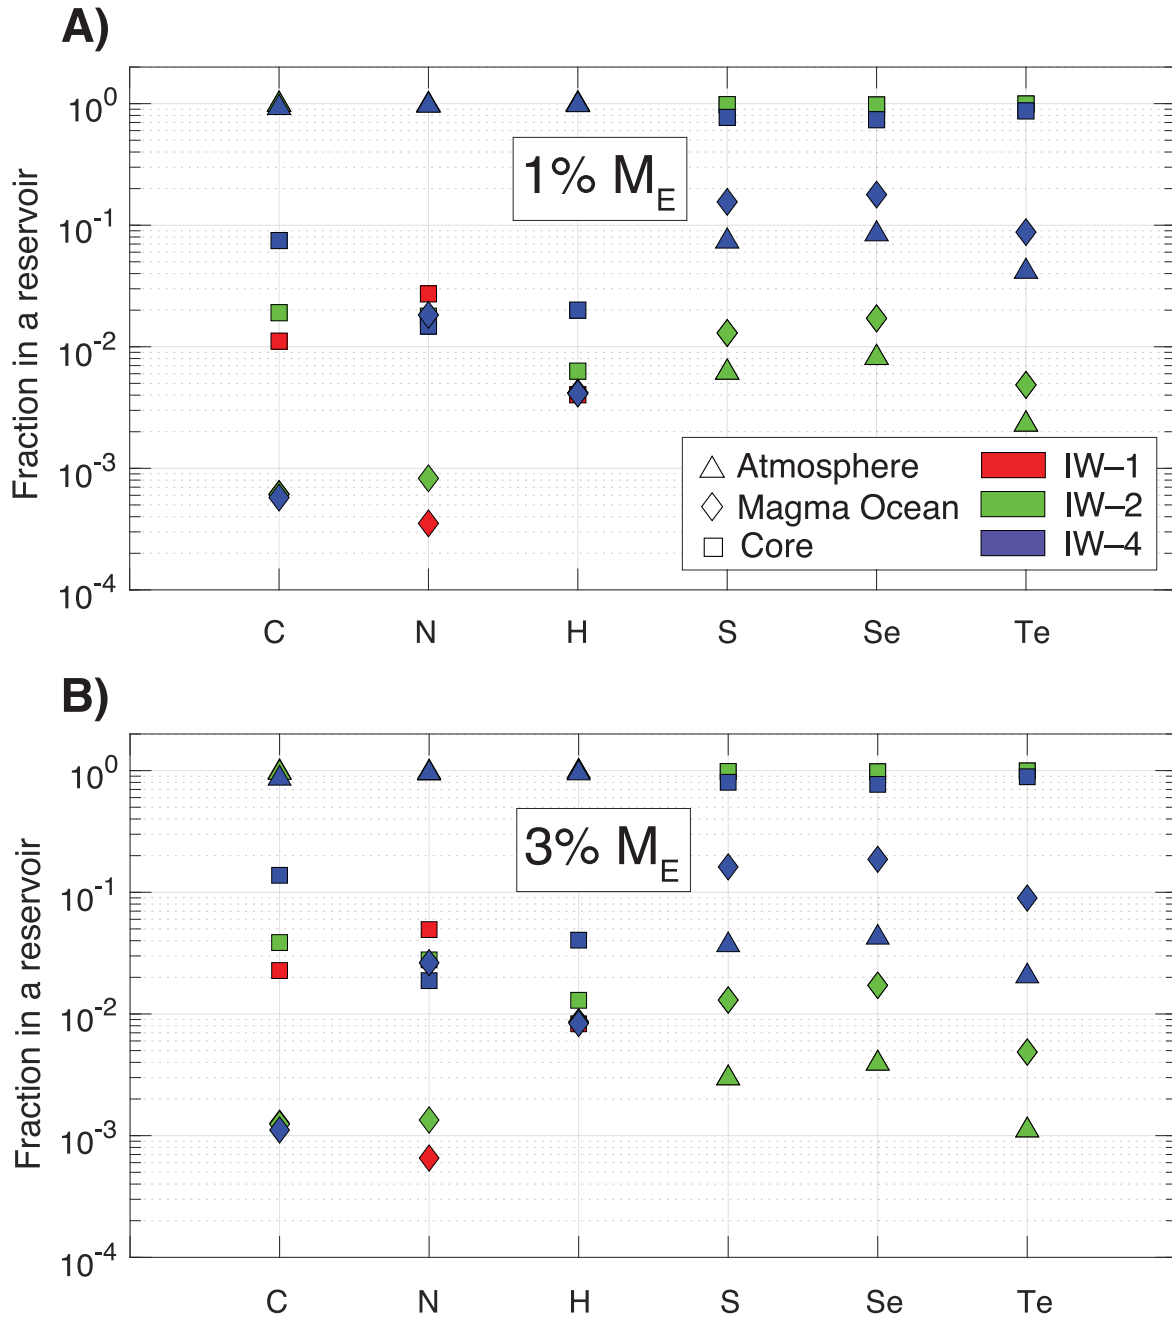 A)
Fraction in a reservoir
10^0
10^-1
10^-2
10^-3
10^-4
1% M_E
Atmosphere
Magma Ocean
Core
IW–1
IW–2
IW–4
C N H S Se Te
B)
Fraction in a reservoir
10^0
10^-1
10^-2
10^-3
10^-4
3% M_E
C N H S Se Te